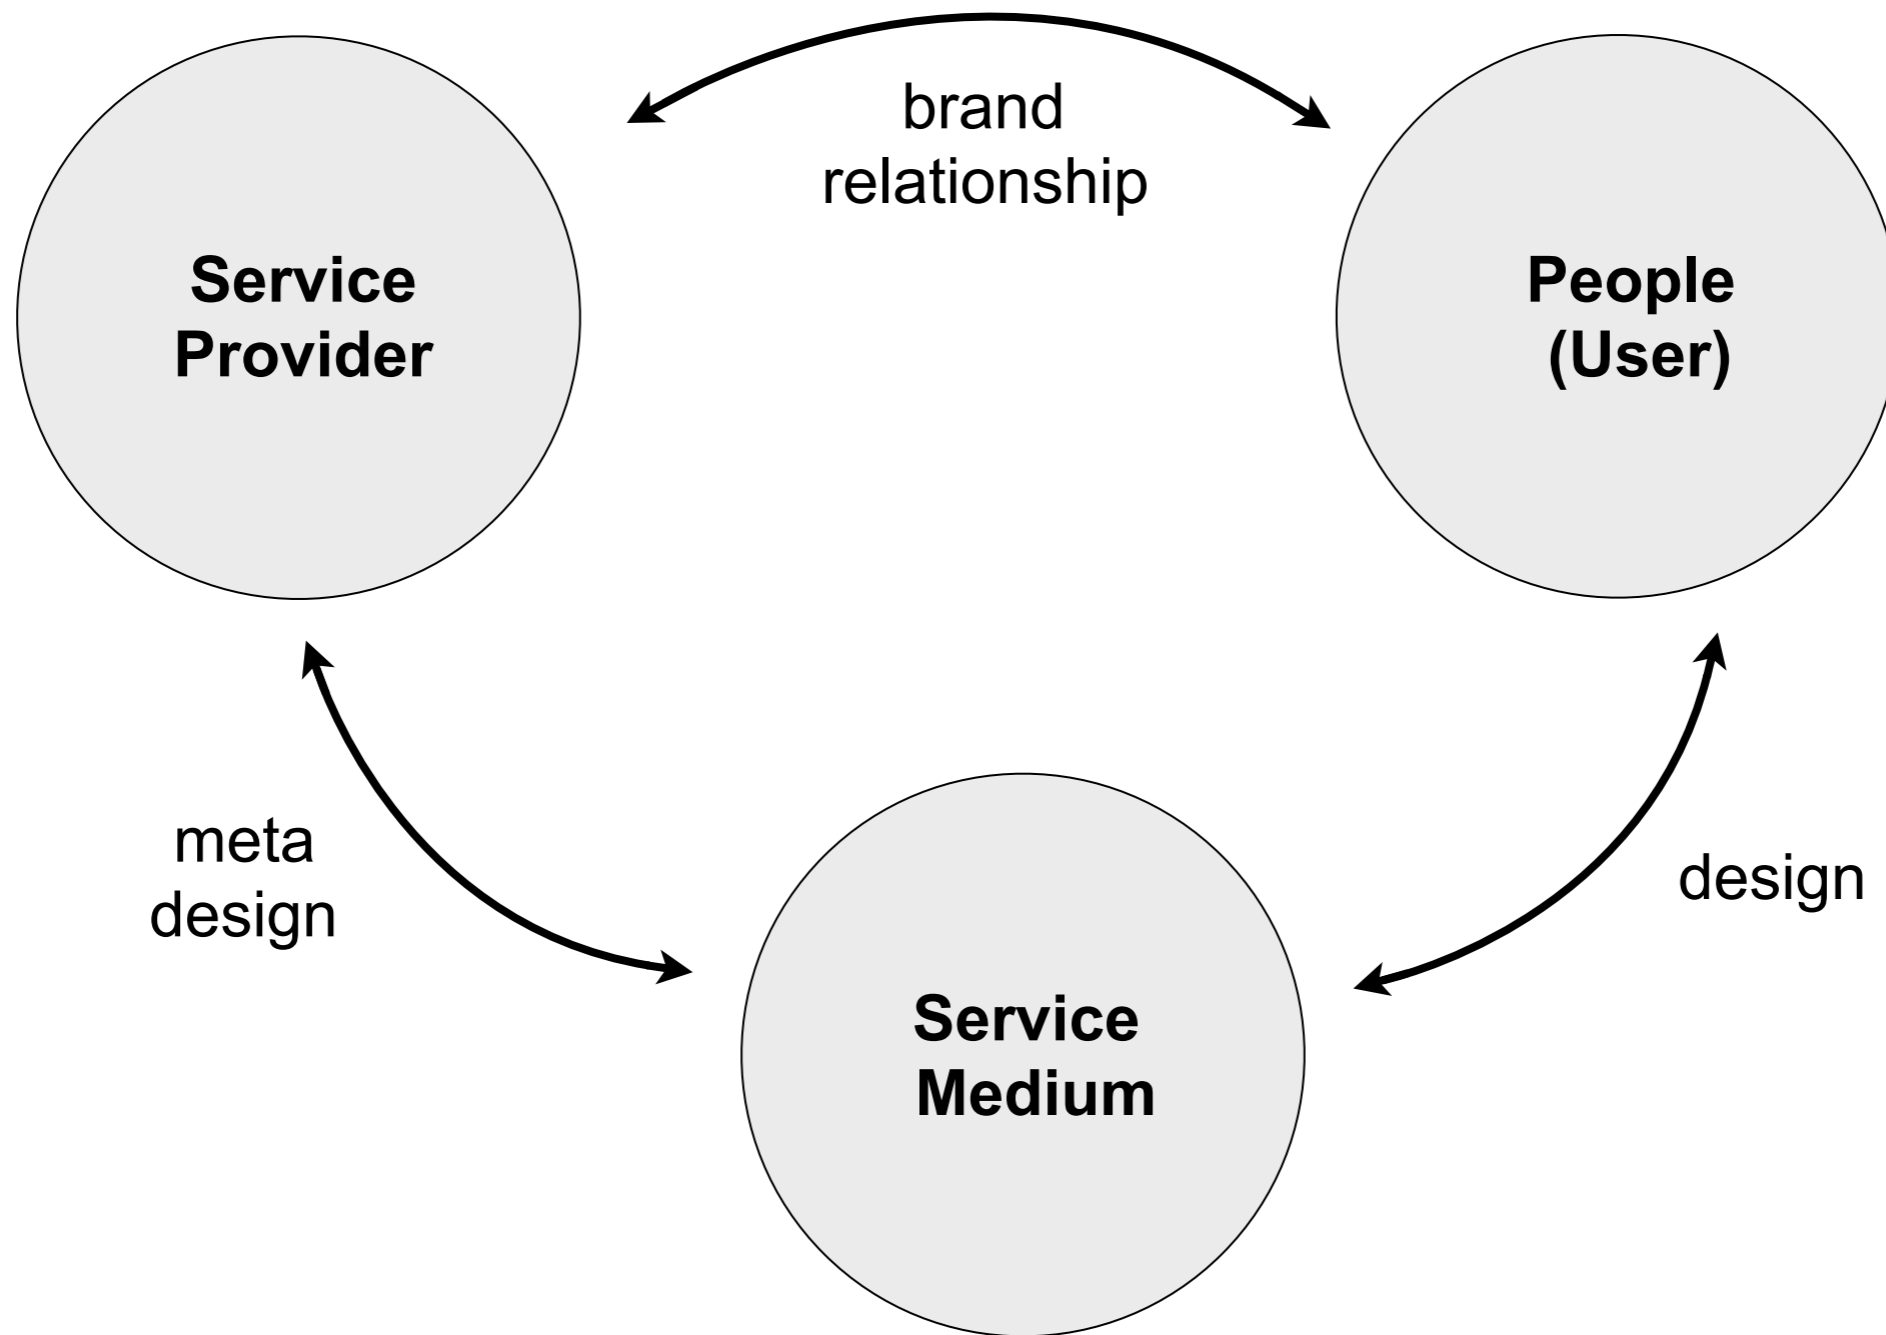 brand
relationship
Service
Provider
People
(User)
meta
design
design
Service
Medium